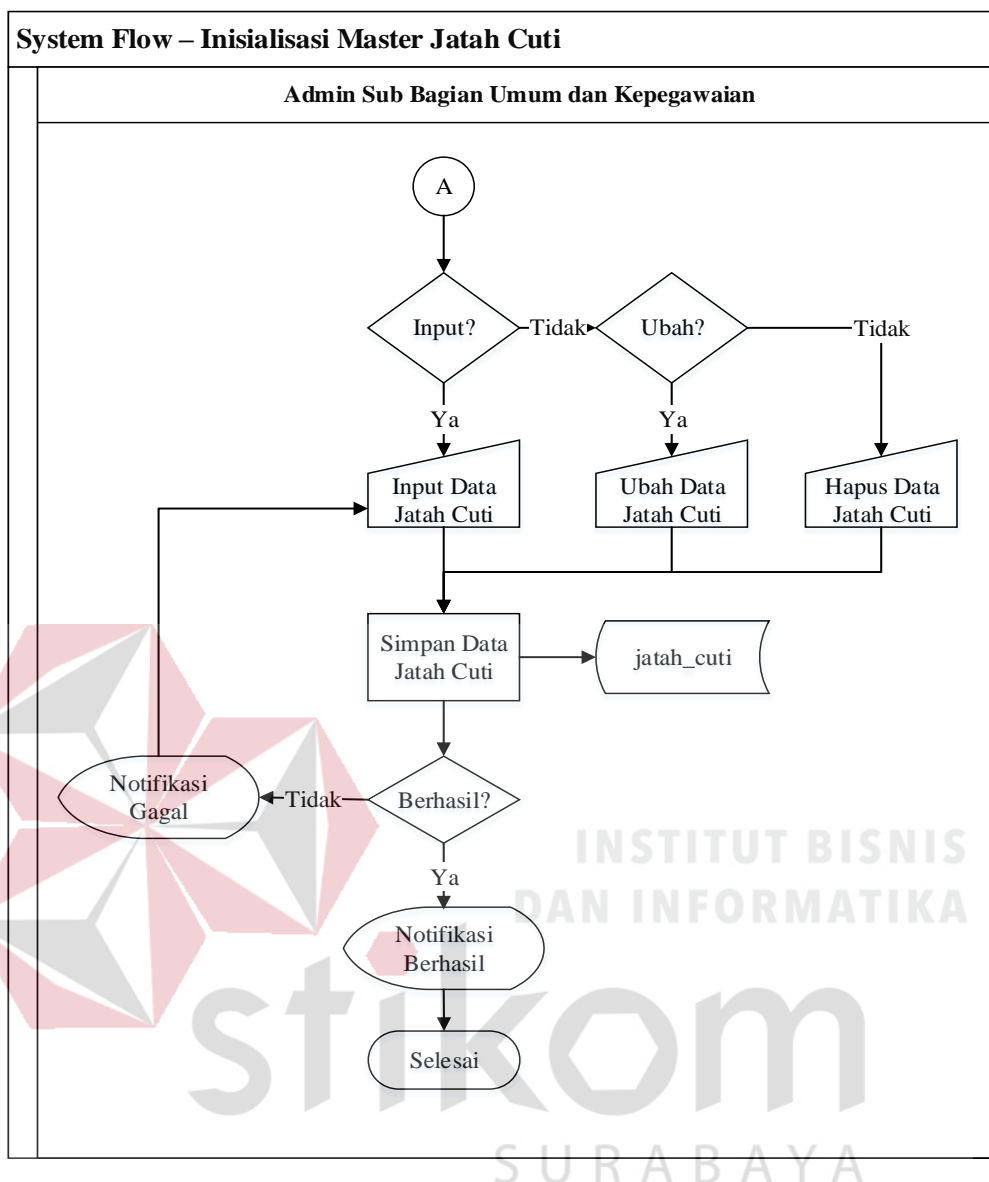 System Flow – Inisialisasi Master Jatah Cuti
Admin Sub Bagian Umum dan Kepegawaian
A
Input?
Tidak
Ubah?
Tidak
Ya
Ya
Input Data
Jatah Cuti
Ubah Data
Jatah Cuti
Hapus Data
Jatah Cuti
Simpan Data
Jatah Cuti
jatah_cuti
Notifikasi
Gagal
Tidak
Berhasil?
Ya
Notifikasi
Berhasil
Selesai
INSTITUT BISNIS
DAN INFORMATIKA
stikom
SURABAYA